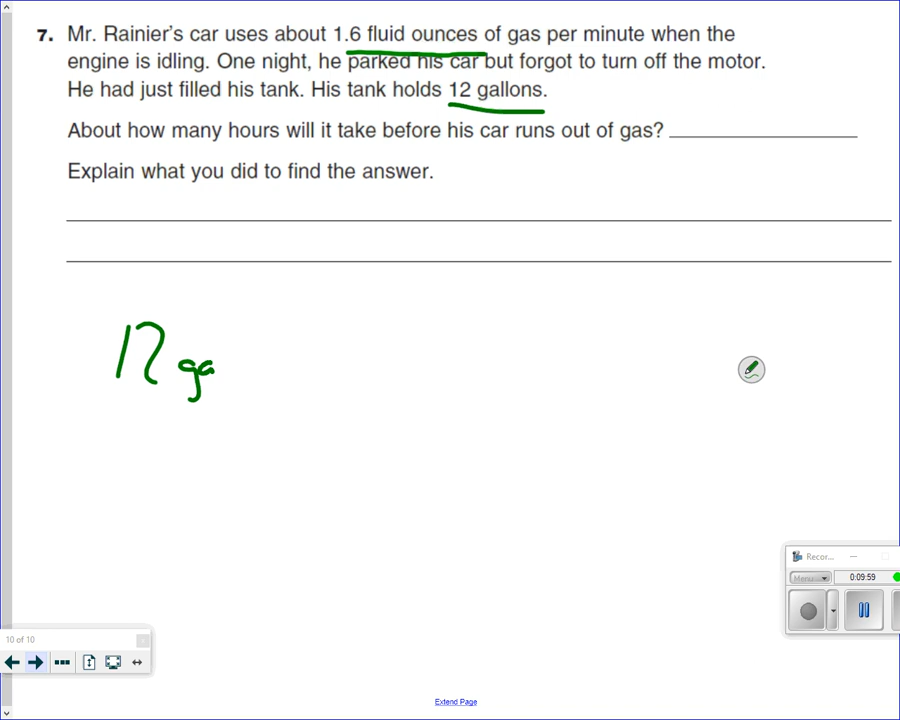 7. Mr. Rainier's car uses about 1.6 fluid ounces of gas per minute when the
engine is idling. One night, he parked his car but forgot to turn off the motor.
He had just filled his tank. His tank holds 12 gallons.
About how many hours will it take before his car runs out of gas?
Explain what you did to find the answer.
12 ga
Recor...
Menu
0:09:59
10 of 10
Extend Page